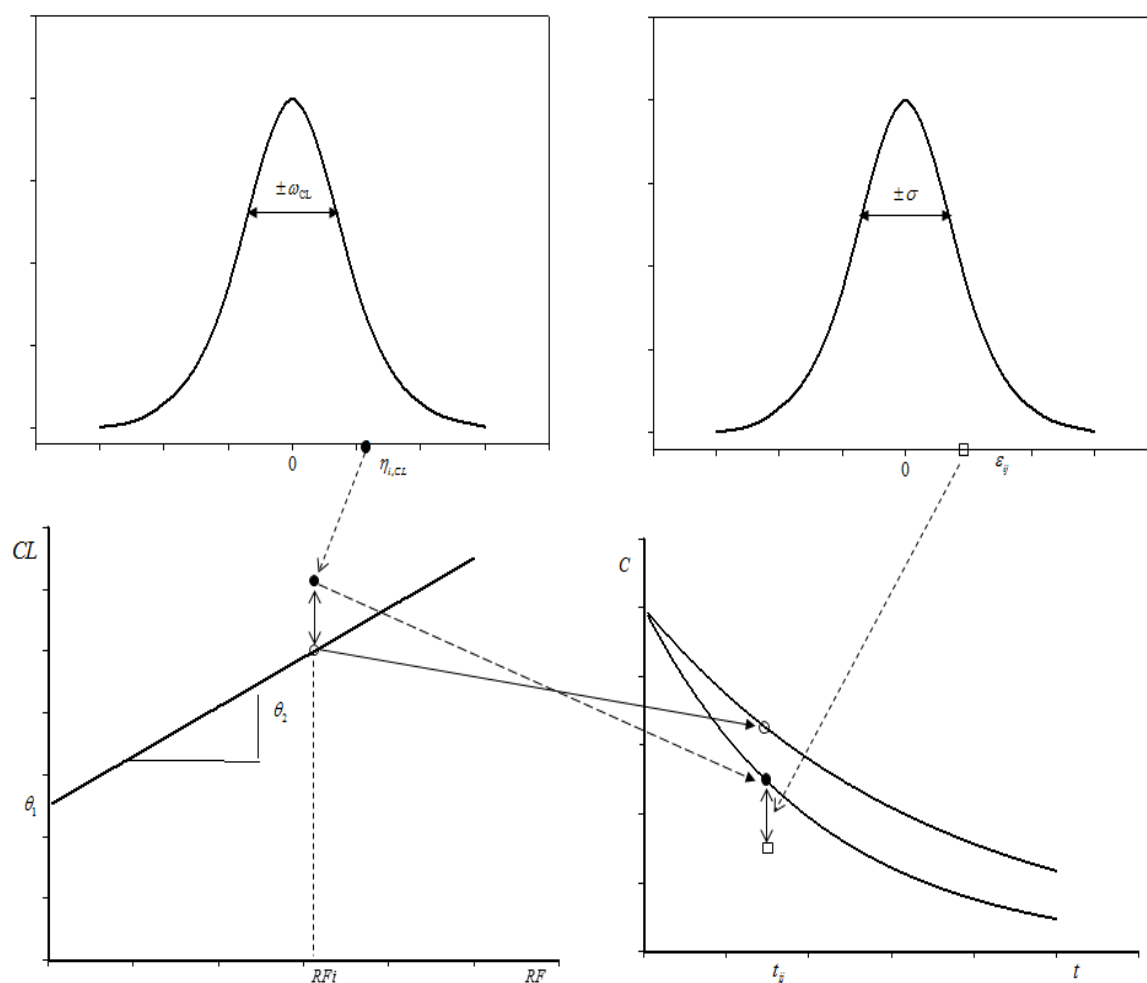 ± ω_CL
0
η_i,CL
± σ
0
ε_ij
CL
θ_2
θ_1
RFi
RF
C
t_ij
t